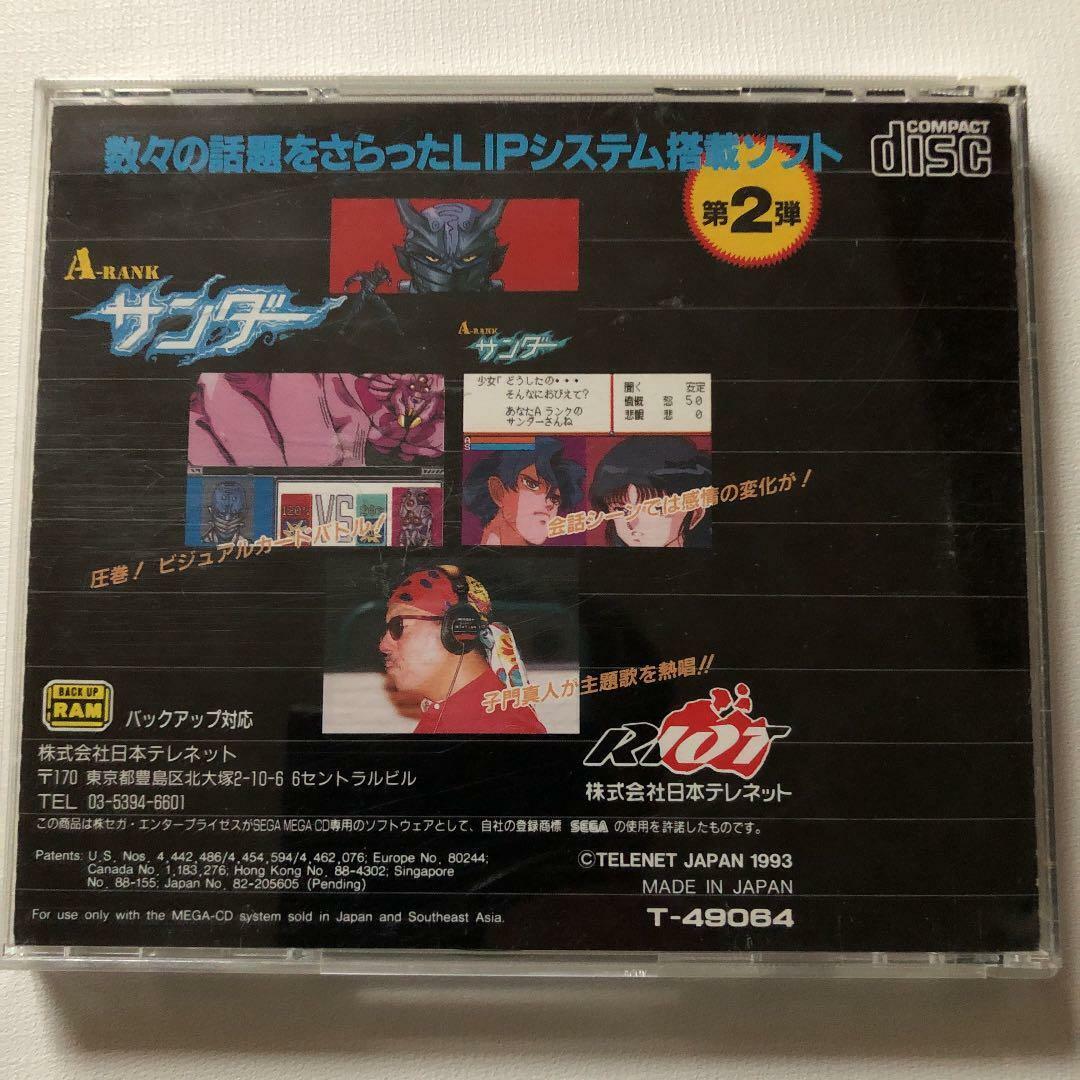 数々の話題をさらったLIPシステム搭載ソフト
COMPACT
disc
第2弾
A-RANK
サンダー
A-RANK
サンダー
少女「どうしたの・・・
そんなにおびえて?
あなたA ランクの
サンダーさんね
聞く 安定
憤慨 怒 50
悲観 悲 0
A
S
120%
VS
圧巻! ビジュアルカードバトル!
会話シーンでは感情の変化が!
子門真人が主題歌を熱唱!!
BACK UP
RAM
バックアップ対応
RIOT
株式会社日本テレネット
株式会社日本テレネット
〒170 東京都豊島区北大塚2-10-6 6セントラルビル
TEL 03-5394-6601
この商品は株セガ・エンタープライゼスがSEGA MEGA CD専用のソフトウェアとして、自社の登録商標 SEGA の使用を許諾したものです。
Patents: U.S. Nos. 4,442,486/4,454,594/4,462,076; Europe No. 80244;
Canada No. 1,183,276; Hong Kong No. 88-4302; Singapore
No. 88-155; Japan No. 82-205605 (Pending)
©TELENET JAPAN 1993
MADE IN JAPAN
For use only with the MEGA-CD system sold in Japan and Southeast Asia.
T-49064